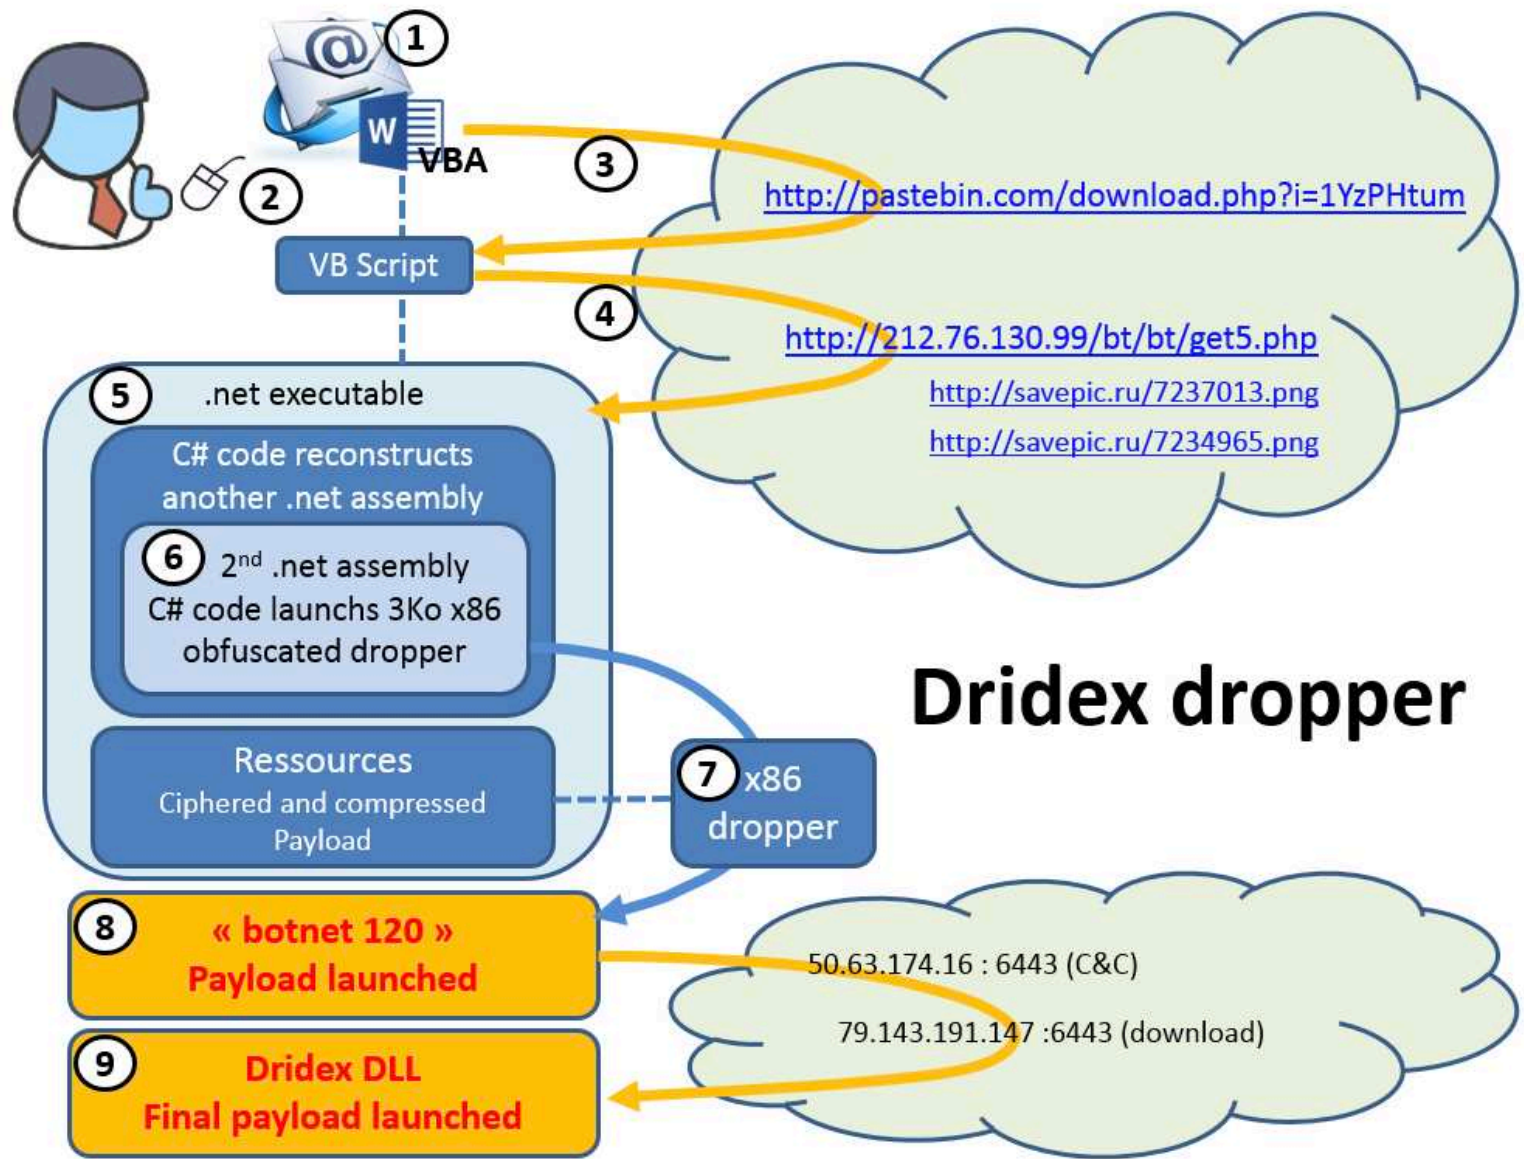 @
1
W
VBA
2
3
http://pastebin.com/download.php?i=1YzPHtum
VB Script
4
http://212.76.130.99/bt/bt/get5.php
http://savepic.ru/7237013.png
http://savepic.ru/7234965.png
5
.net executable
C# code reconstructs
another .net assembly
6
2nd .net assembly
C# code launchs 3Ko x86
obfuscated dropper
Dridex dropper
Ressources
Ciphered and compressed
Payload
7
x86
dropper
8
« botnet 120 »
Payload launched
50.63.174.16 : 6443 (C&C)
79.143.191.147 :6443 (download)
9
Dridex DLL
Final payload launched